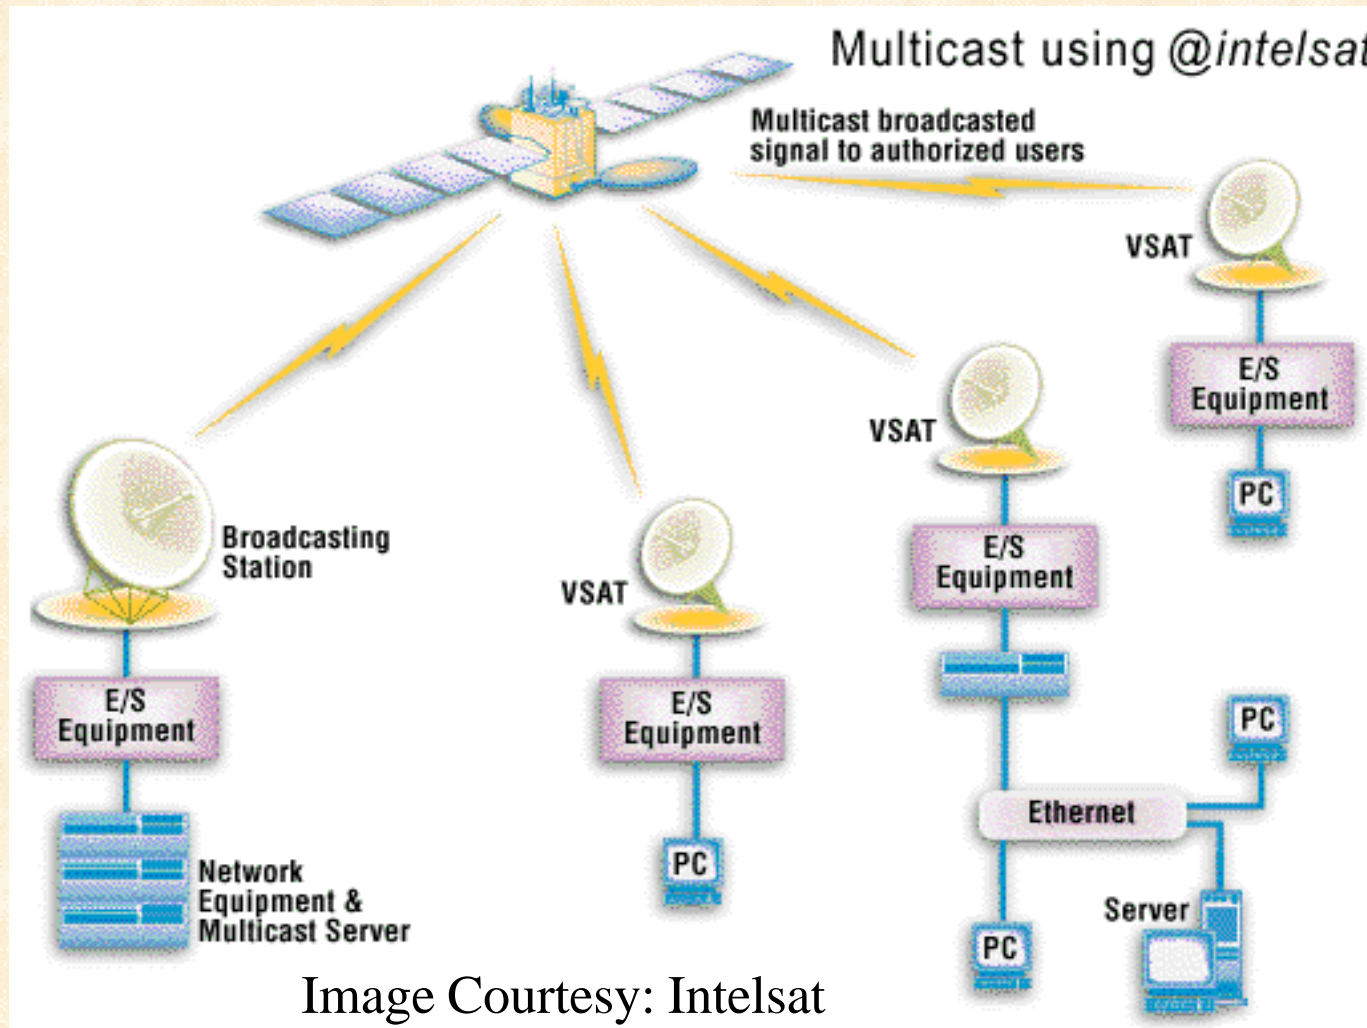 Multicast using @intelsat
Multicast broadcasted
signal to authorized users
VSAT
E/S
Equipment
PC
VSAT
E/S
Equipment
Broadcasting
Station
VSAT
E/S
Equipment
E/S
Equipment
PC
Ethernet
PC
Network
Equipment &
Multicast Server
Server
PC
Image Courtesy: Intelsat